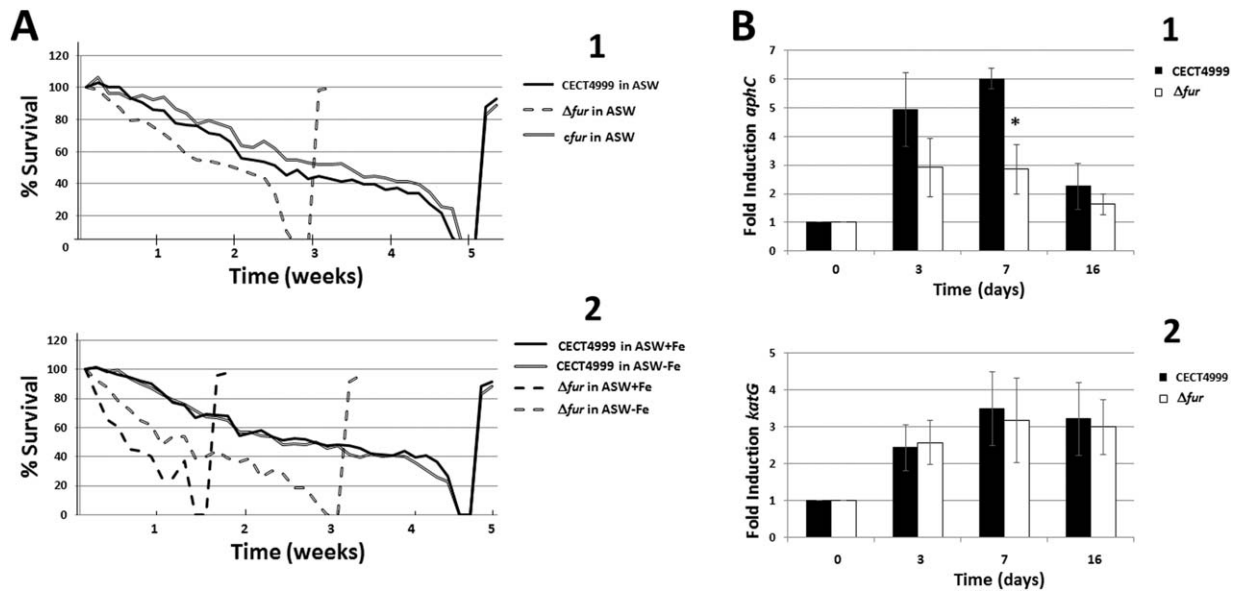 A
1
120
100
80
60
40
20
0
% Survival
1 2 3 4 5
Time (weeks)
CECT4999 in ASW
Δfur in ASW
cfur in ASW
2
120
100
80
60
40
20
0
% Survival
1 2 3 4 5
Time (weeks)
CECT4999 in ASW+Fe
CECT4999 in ASW-Fe
Δfur in ASW+Fe
Δfur in ASW-Fe
B
1
7
6
5
4
3
2
1
0
Fold Induction aphC
*
0 3 7 16
Time (days)
CECT4999
Δfur
2
5
4
3
2
1
0
Fold Induction katG
0 3 7 16
Time (days)
CECT4999
Δfur